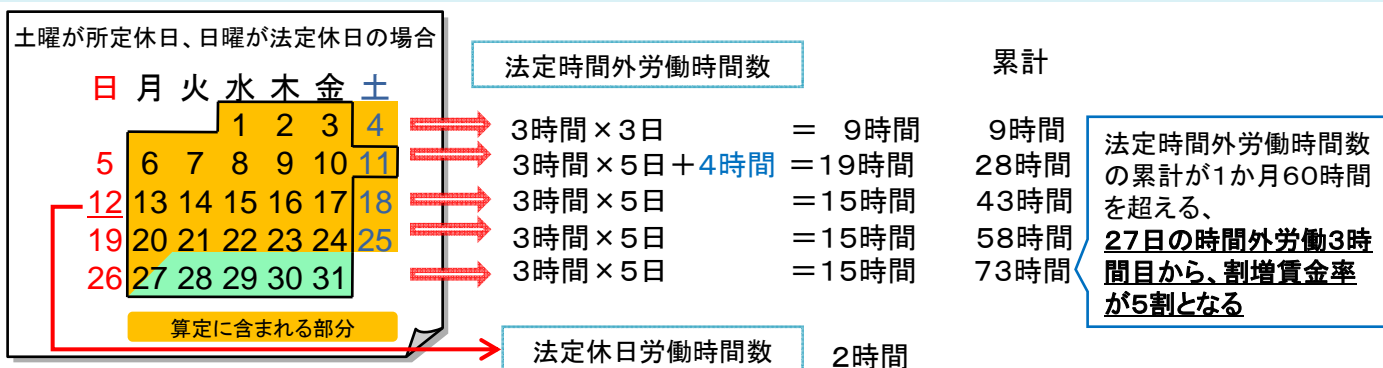 土曜が所定休日、日曜が法定休日の場合
日 月 火 水 木 金 土
1 2 3 4
5 6 7 8 9 10 11
12 13 14 15 16 17 18
19 20 21 22 23 24 25
26 27 28 29 30 31
算定に含まれる部分
法定時間外労働時間数 累計
3時間×3日 = 9時間 9時間
3時間×5日+4時間 =19時間 28時間
3時間×5日 =15時間 43時間
3時間×5日 =15時間 58時間
3時間×5日 =15時間 73時間
法定時間外労働時間数
の累計が1か月60時間
を超える、
27日の時間外労働3時
間目から、割増賃金率
が5割となる
法定休日労働時間数 2時間